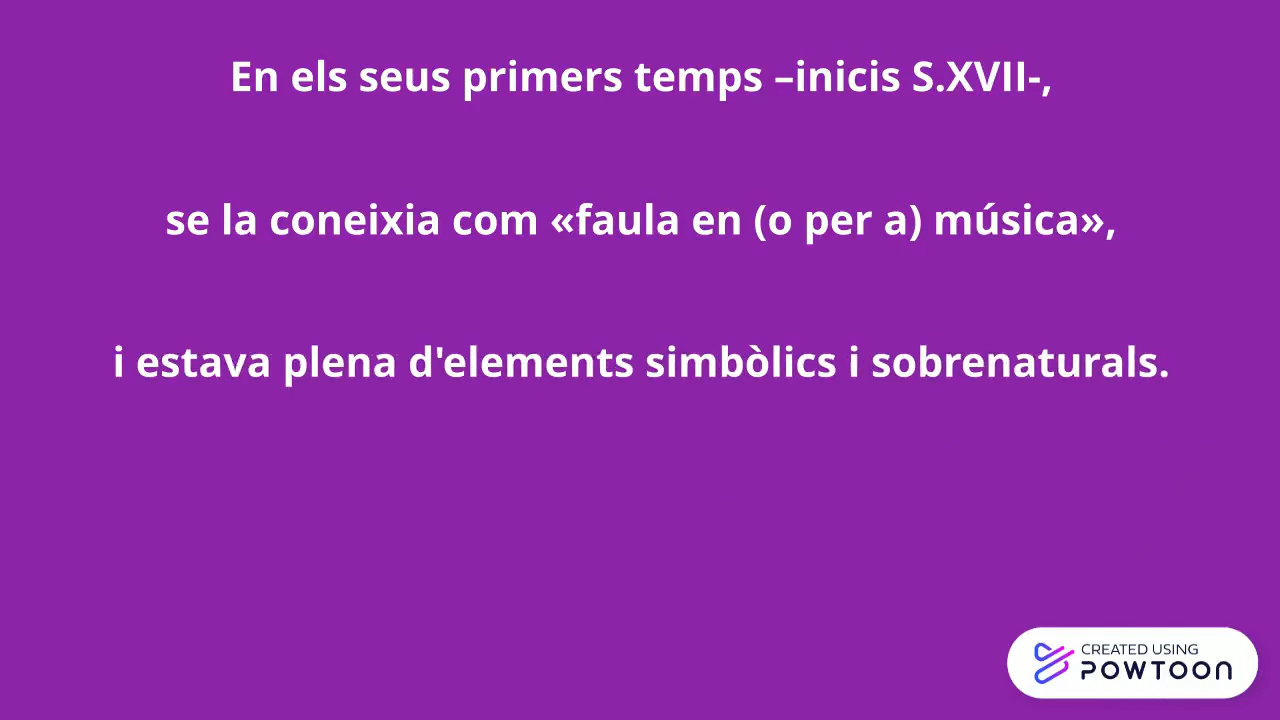 En els seus primers temps –inicis S.XVII-,
se la coneixia com «faula en (o per a) música»,
i estava plena d'elements simbòlics i sobrenaturals.
CREATED USING
POWTOON